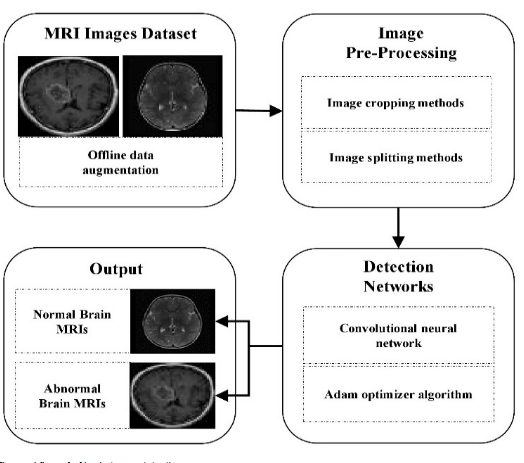 MRI Images Dataset
Offline data
augmentation
Image
Pre-Processing
Image cropping methods
Image splitting methods
Output
Normal Brain
MRIs
Abnormal
Brain MRIs
Detection
Networks
Convolutional neural
network
Adam optimizer algorithm